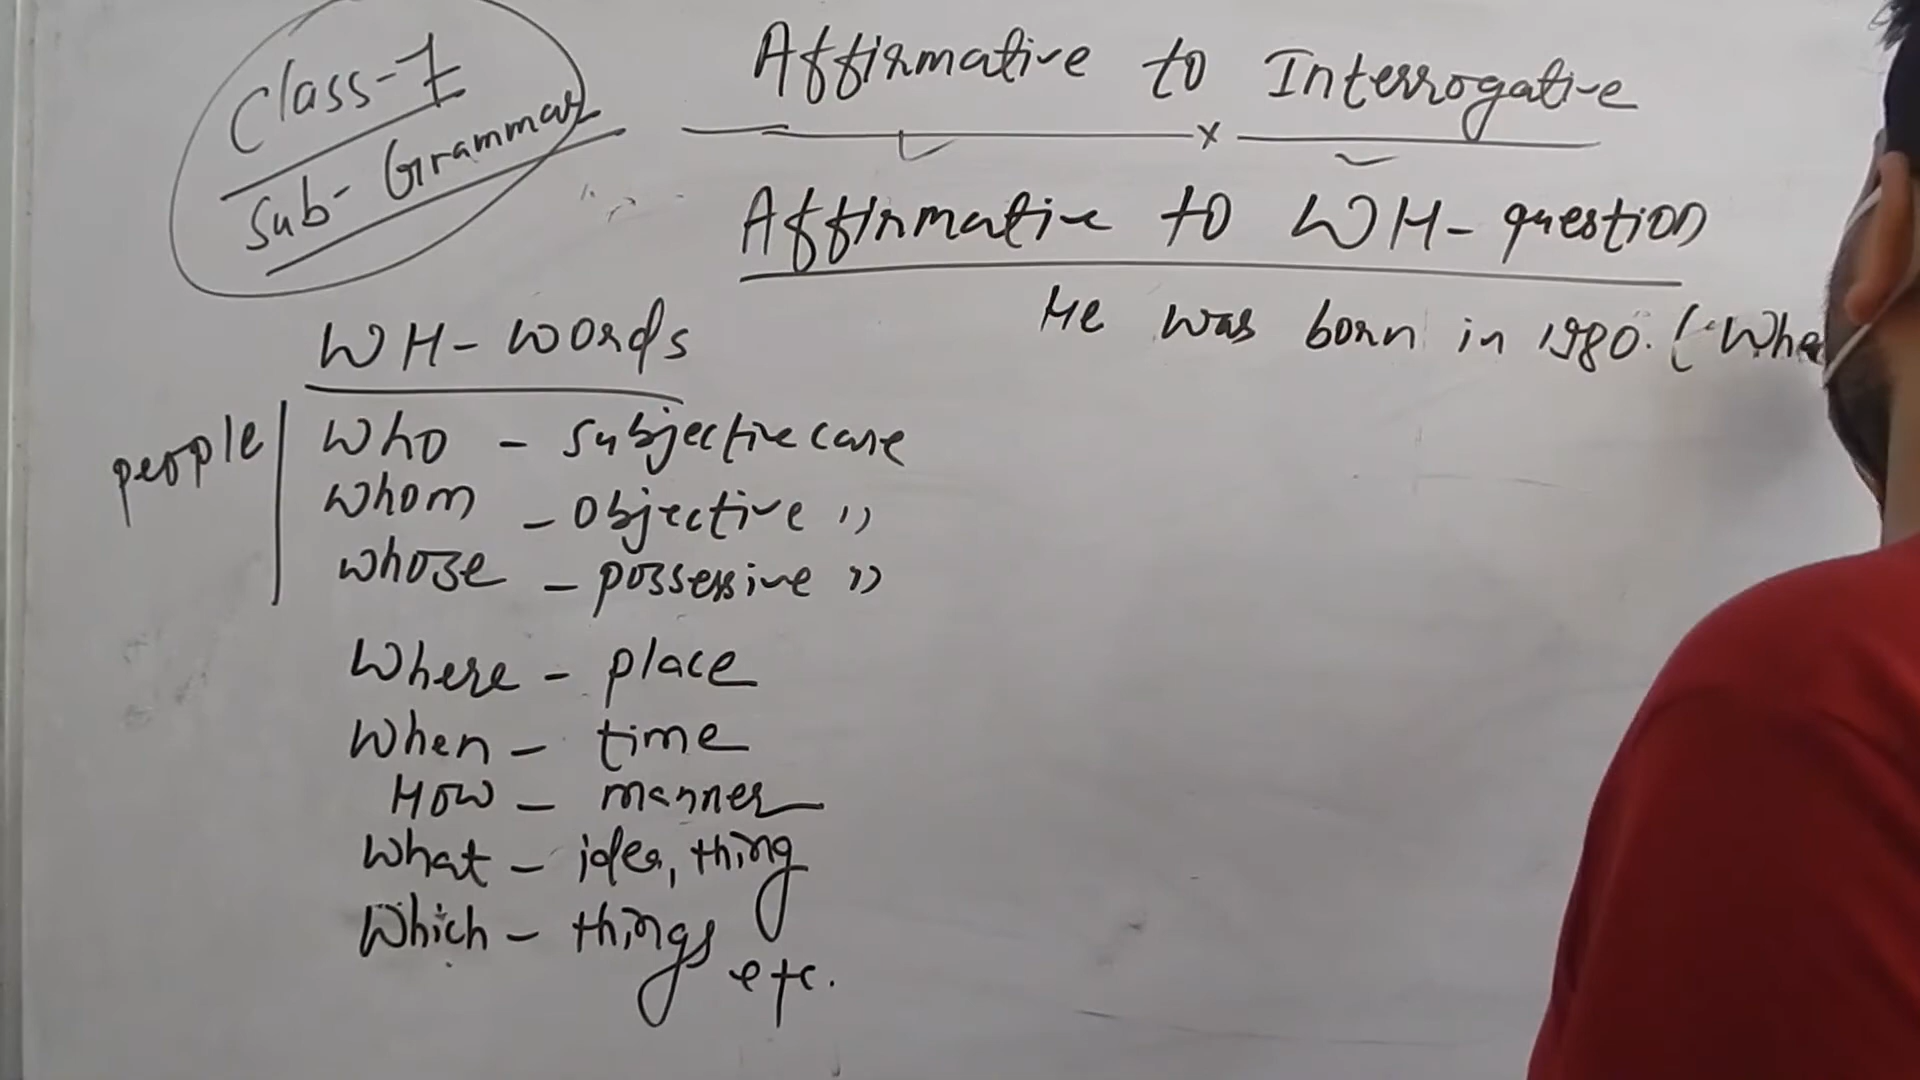 Class-7
Sub- Grammar
Affirmative to Interrogative
x
Affirmative to WH-question
He was born in 1980. (Whe
WH-words
people
Who - Subjective case
Whom - Objective "
Whose - possessive "
Where - place
When - time
How - manner
What - idea, thing
Which - things etc.